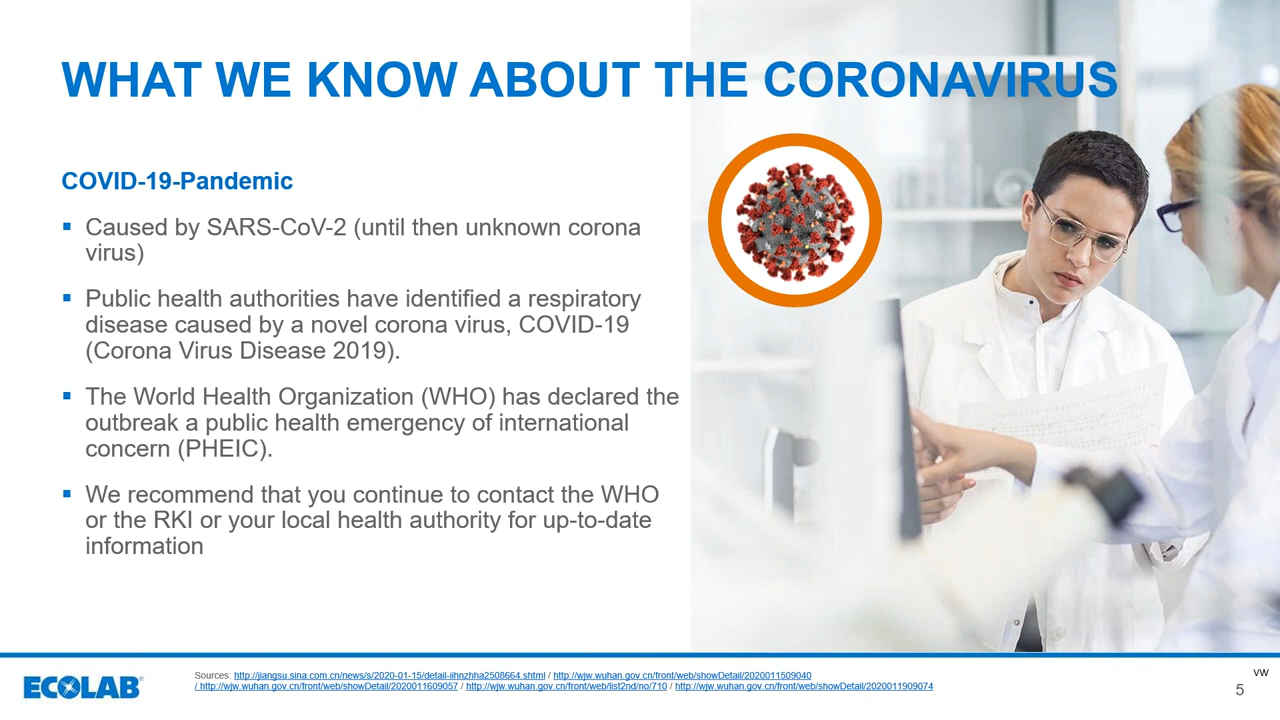 WHAT WE KNOW ABOUT THE CORONAVIRUS
COVID-19-Pandemic
▪ Caused by SARS-CoV-2 (until then unknown corona
virus)
▪ Public health authorities have identified a respiratory
disease caused by a novel corona virus, COVID-19
(Corona Virus Disease 2019).
▪ The World Health Organization (WHO) has declared the
outbreak a public health emergency of international
concern (PHEIC).
▪ We recommend that you continue to contact the WHO
or the RKI or your local health authority for up-to-date
information
ECOLAB®
Sources: http://jiangsu.sina.com.cn/news/s/2020-01-15/detail-iihnzhha2508664.shtml / http://wjw.wuhan.gov.cn/front/web/showDetail/2020011509040
/ http://wjw.wuhan.gov.cn/front/web/showDetail/2020011609057 / http://wjw.wuhan.gov.cn/front/web/list2nd/no/710 / http://wjw.wuhan.gov.cn/front/web/showDetail/2020011909074
VW
5